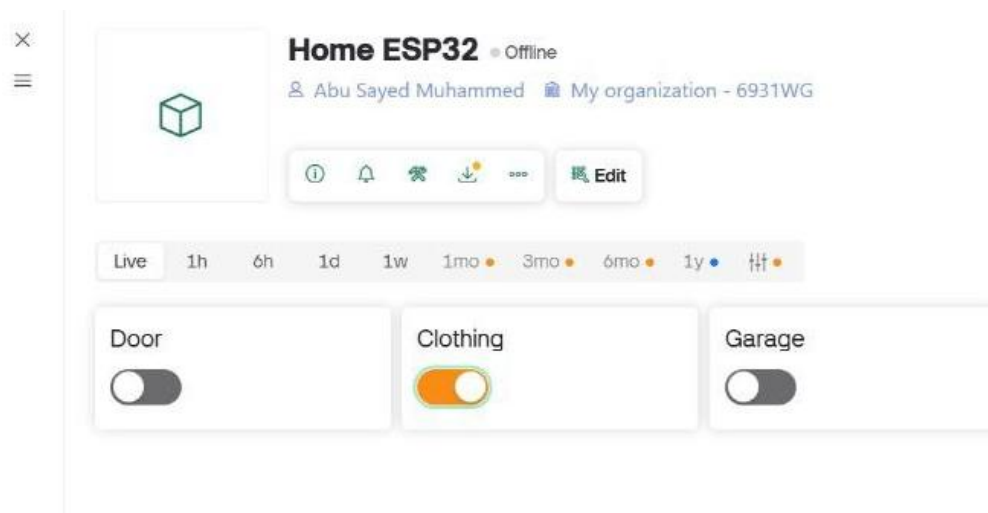 Home ESP32 Offline
Abu Sayed Muhammed My organization - 6931WG
Edit
Live 1h 6h 1d 1w 1mo 3mo 6mo 1y
Door Clothing Garage